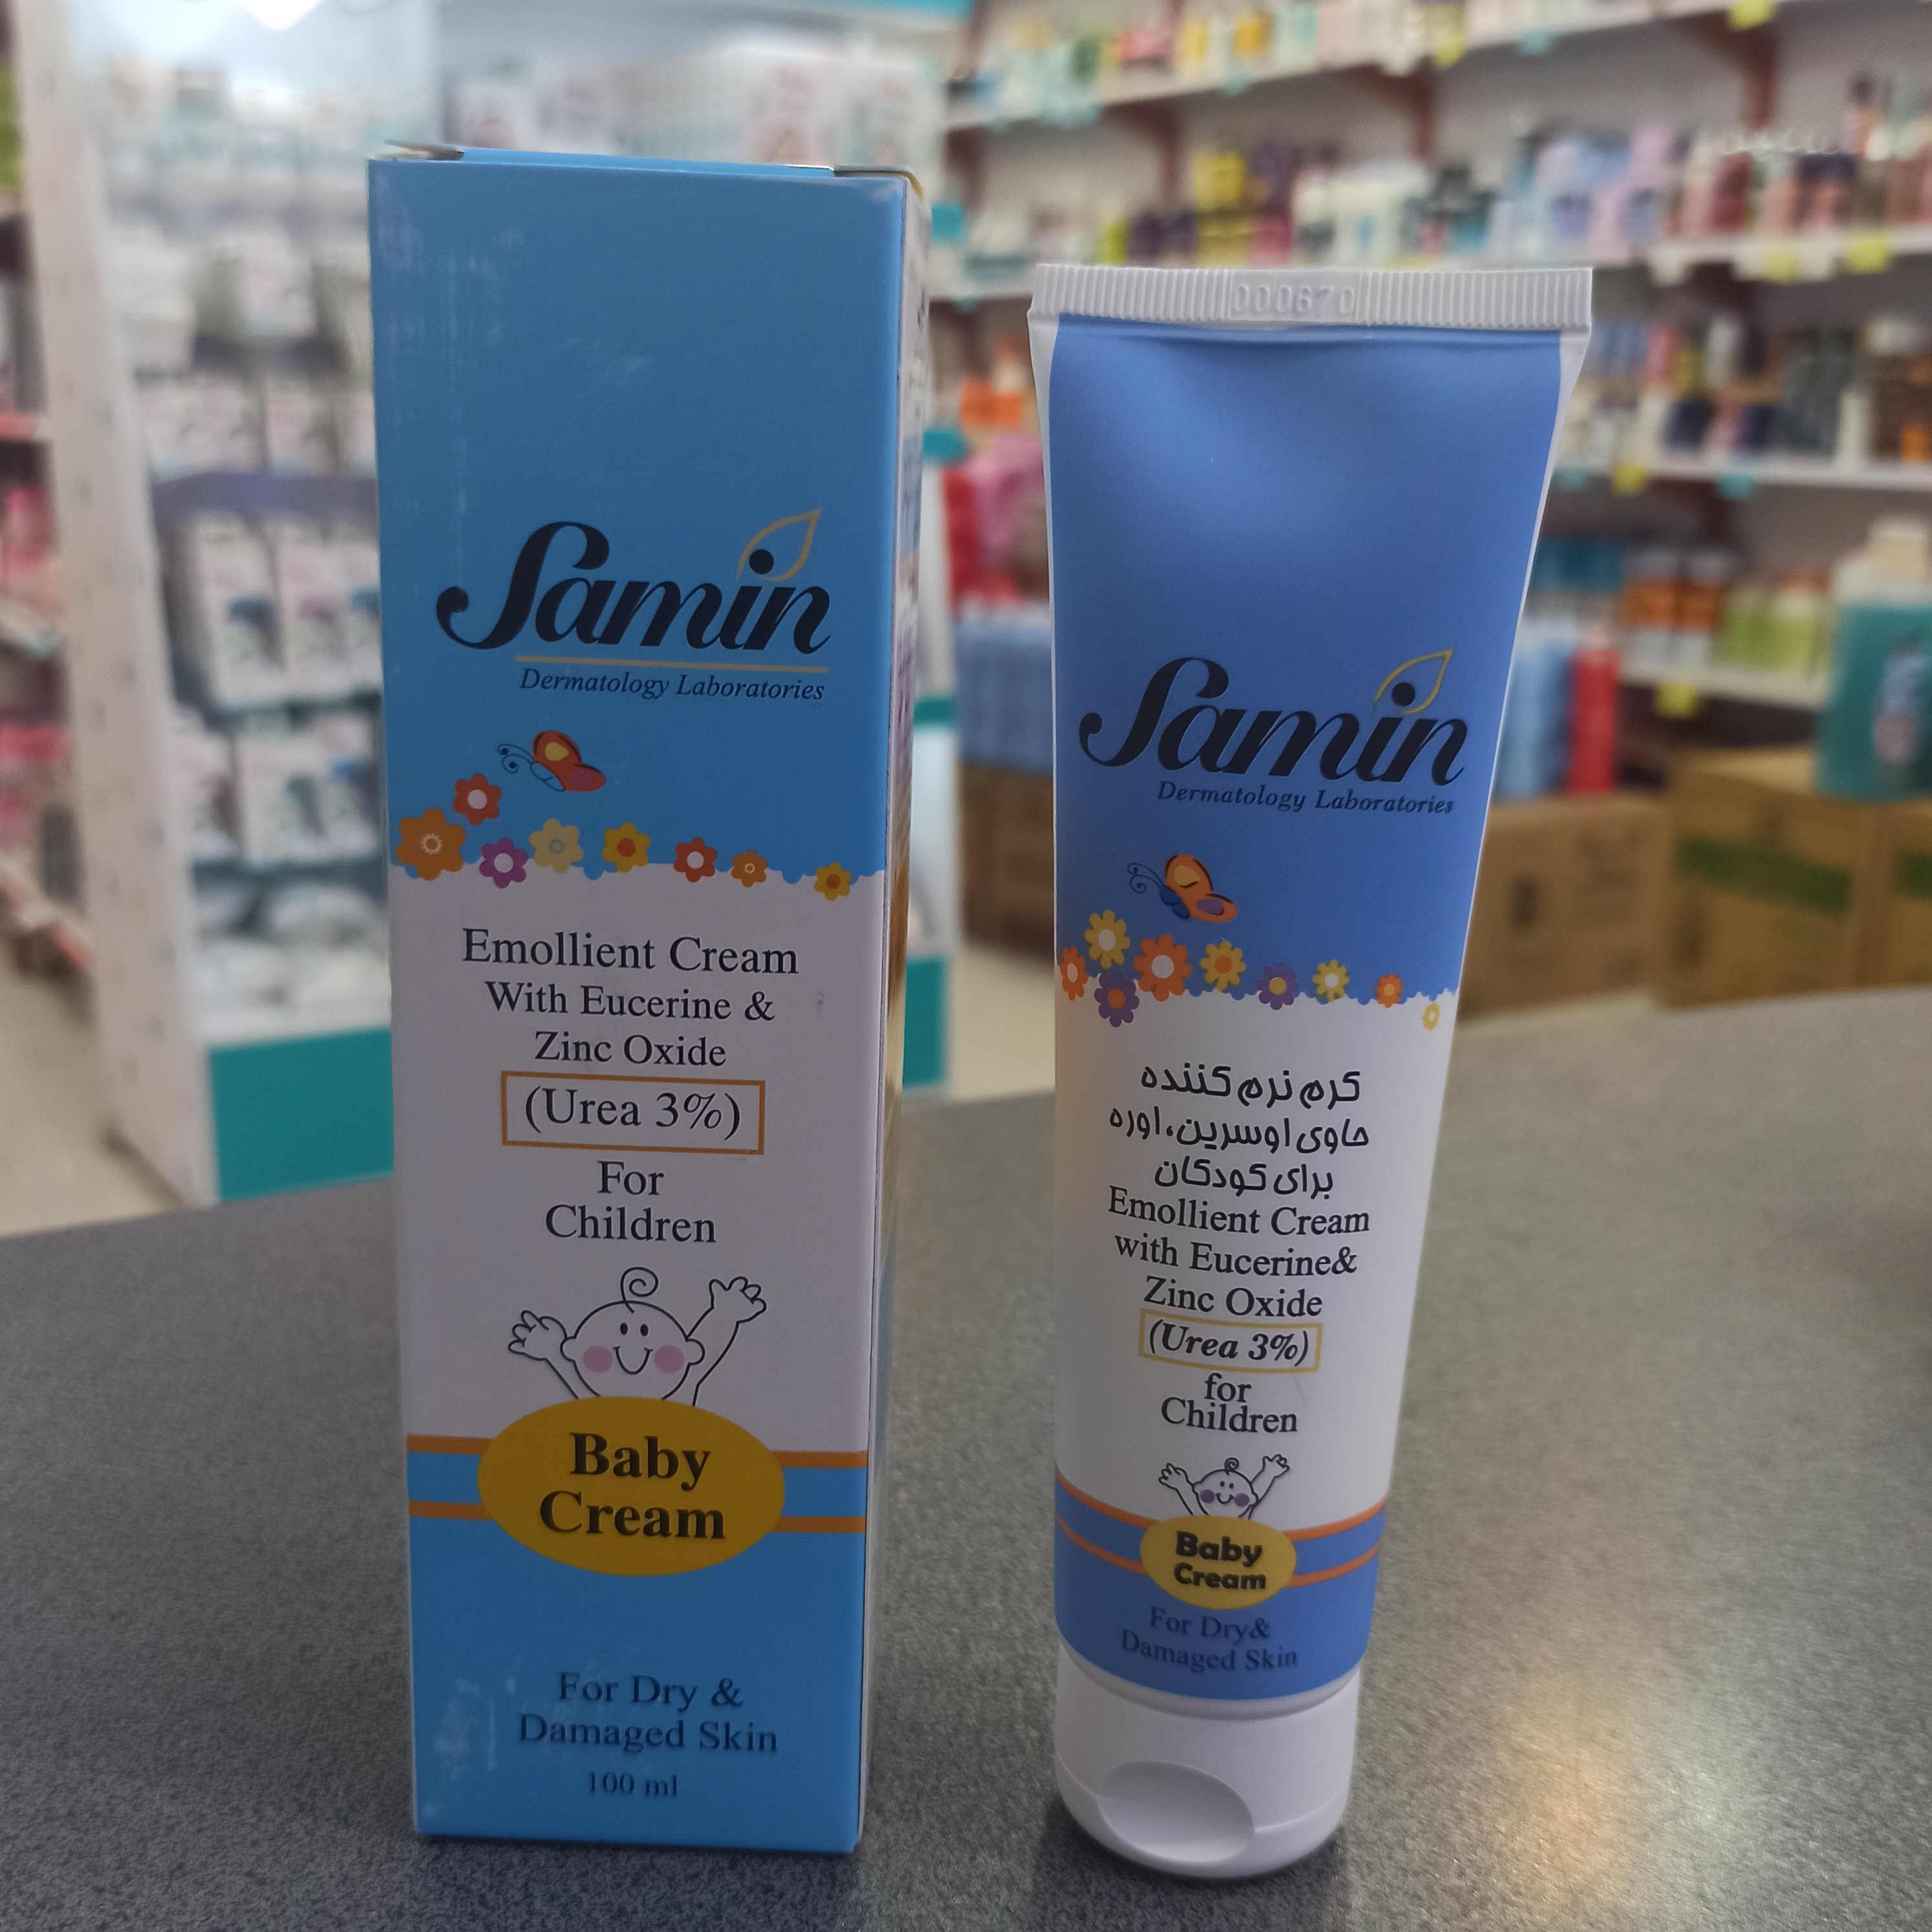 Samin
Dermatology Laboratories
Emollient Cream
With Eucerine &
Zinc Oxide
(Urea 3%)
For
Children
Baby
Cream
For Dry &
Damaged Skin
100 ml
000670
Samin
Dermatology Laboratories
کرم نرم کننده
حاوی اوسرین، اوره
برای کودکان
Emollient Cream
with Eucerine&
Zinc Oxide
(Urea 3%)
for
Children
Baby
Cream
For Dry&
Damaged Skin